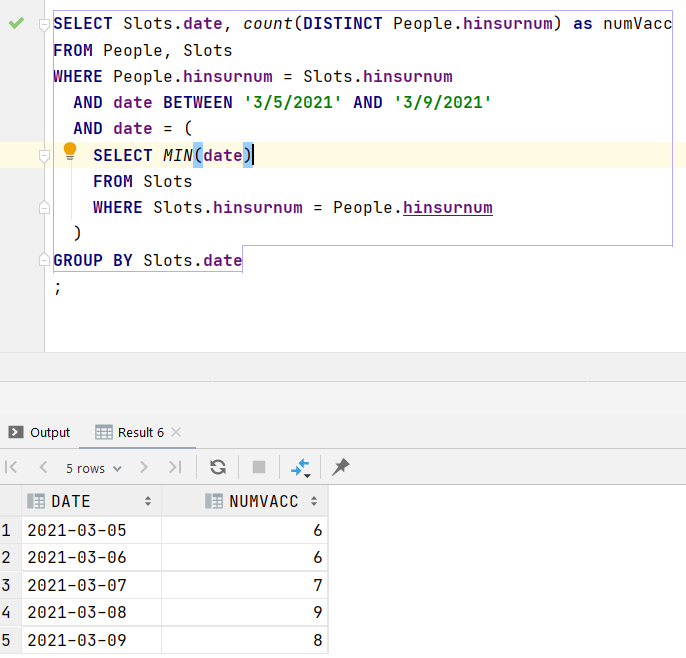 SELECT Slots.date, count(DISTINCT People.hinsurnum) as numVacc
FROM People, Slots
WHERE People.hinsurnum = Slots.hinsurnum
AND date BETWEEN '3/5/2021' AND '3/9/2021'
AND date = (
SELECT MIN(date)
FROM Slots
WHERE Slots.hinsurnum = People.hinsurnum
)
GROUP BY Slots.date
;
Output Result 6
5 rows
DATE NUMVACC
1 2021-03-05 6
2 2021-03-06 6
3 2021-03-07 7
4 2021-03-08 9
5 2021-03-09 8